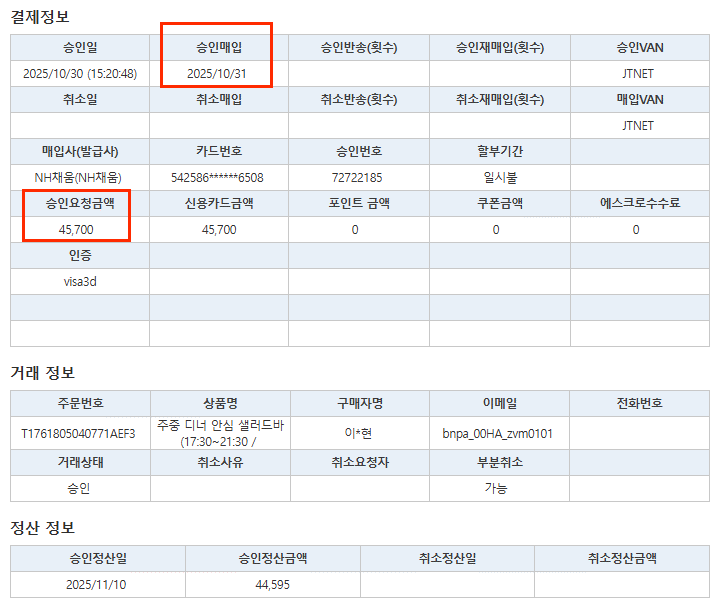 결제정보
승인일 승인매입 승인반송(횟수) 승인재매입(횟수) 승인VAN
2025/10/30 (15:20:48) 2025/10/31 JTNET
취소일 취소매입 취소반송(횟수) 취소재매입(횟수) 매입VAN
JTNET
매입사(발급사) 카드번호 승인번호 할부기간
NH채움(NH채움) 542586******6508 72722185 일시불
승인요청금액 신용카드금액 포인트 금액 쿠폰금액 에스크로수수료
45,700 45,700 0 0 0
인증
visa3d
거래 정보
주문번호 상품명 구매자명 이메일 전화번호
T1761805040771AEF3 주중 디너 안심 샐러드바 (17:30~21:30 / 이*현 bnpa_00HA_zvm0101
거래상태 취소사유 취소요청자 부분취소
승인 가능
정산 정보
승인정산일 승인정산금액 취소정산일 취소정산금액
2025/11/10 44,595